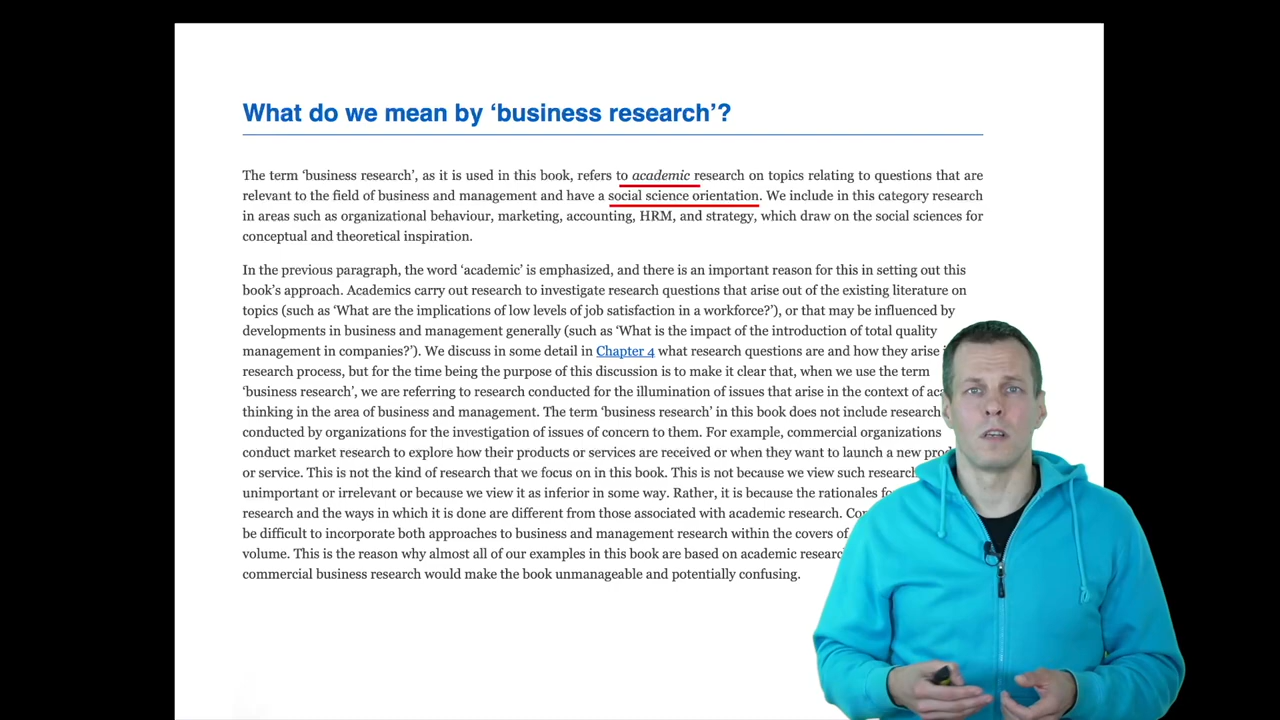 What do we mean by ‘business research’?
The term ‘business research’, as it is used in this book, refers to academic research on topics relating to questions that are
relevant to the field of business and management and have a social science orientation. We include in this category research
in areas such as organizational behaviour, marketing, accounting, HRM, and strategy, which draw on the social sciences for
conceptual and theoretical inspiration.
In the previous paragraph, the word ‘academic’ is emphasized, and there is an important reason for this in setting out this
book’s approach. Academics carry out research to investigate research questions that arise out of the existing literature on
topics (such as ‘What are the implications of low levels of job satisfaction in a workforce?’), or that may be influenced by
developments in business and management generally (such as ‘What is the impact of the introduction of total quality
management in companies?’). We discuss in some detail in Chapter 4 what research questions are and how they arise
research process, but for the time being the purpose of this discussion is to make it clear that, when we use the term
‘business research’, we are referring to research conducted for the illumination of issues that arise in the context of
thinking in the area of business and management. The term ‘business research’ in this book does not include research
conducted by organizations for the investigation of issues of concern to them. For example, commercial organizations
conduct market research to explore how their products or services are received or when they want to launch a new
or service. This is not the kind of research that we focus on in this book. This is not because we view such research
unimportant or irrelevant or because we view it as inferior in some way. Rather, it is because the rationales
research and the ways in which it is done are different from those associated with academic research.
be difficult to incorporate both approaches to business and management research within the covers of
volume. This is the reason why almost all of our examples in this book are based on academic
commercial business research would make the book unmanageable and potentially confusing.